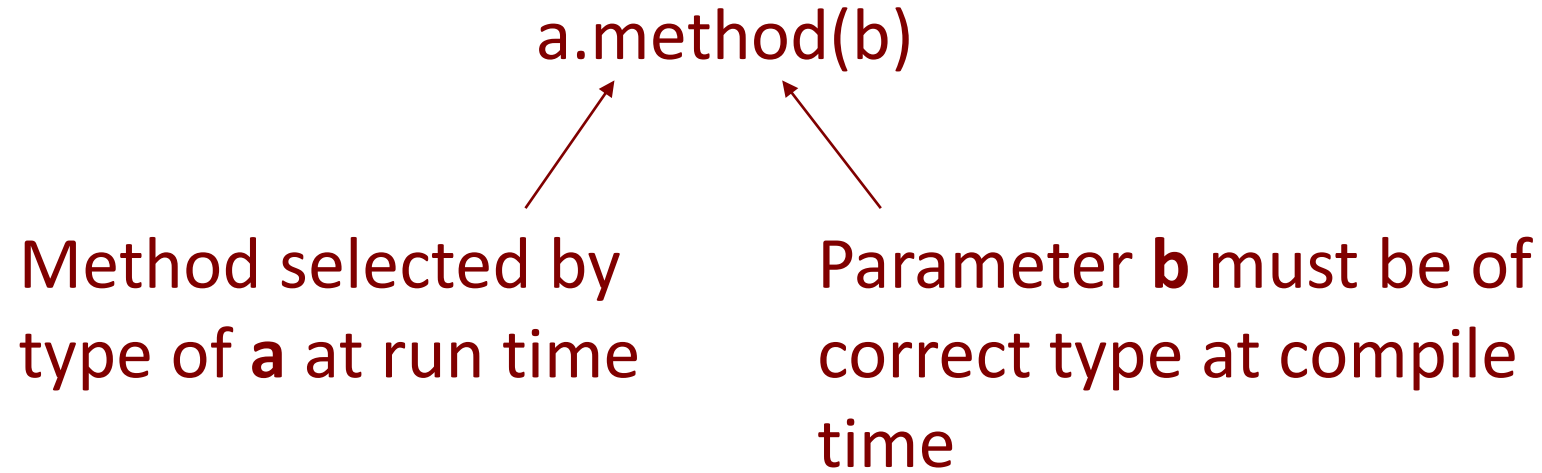 a.method(b)
Method selected by
type of a at run time
Parameter b must be of
correct type at compile
time